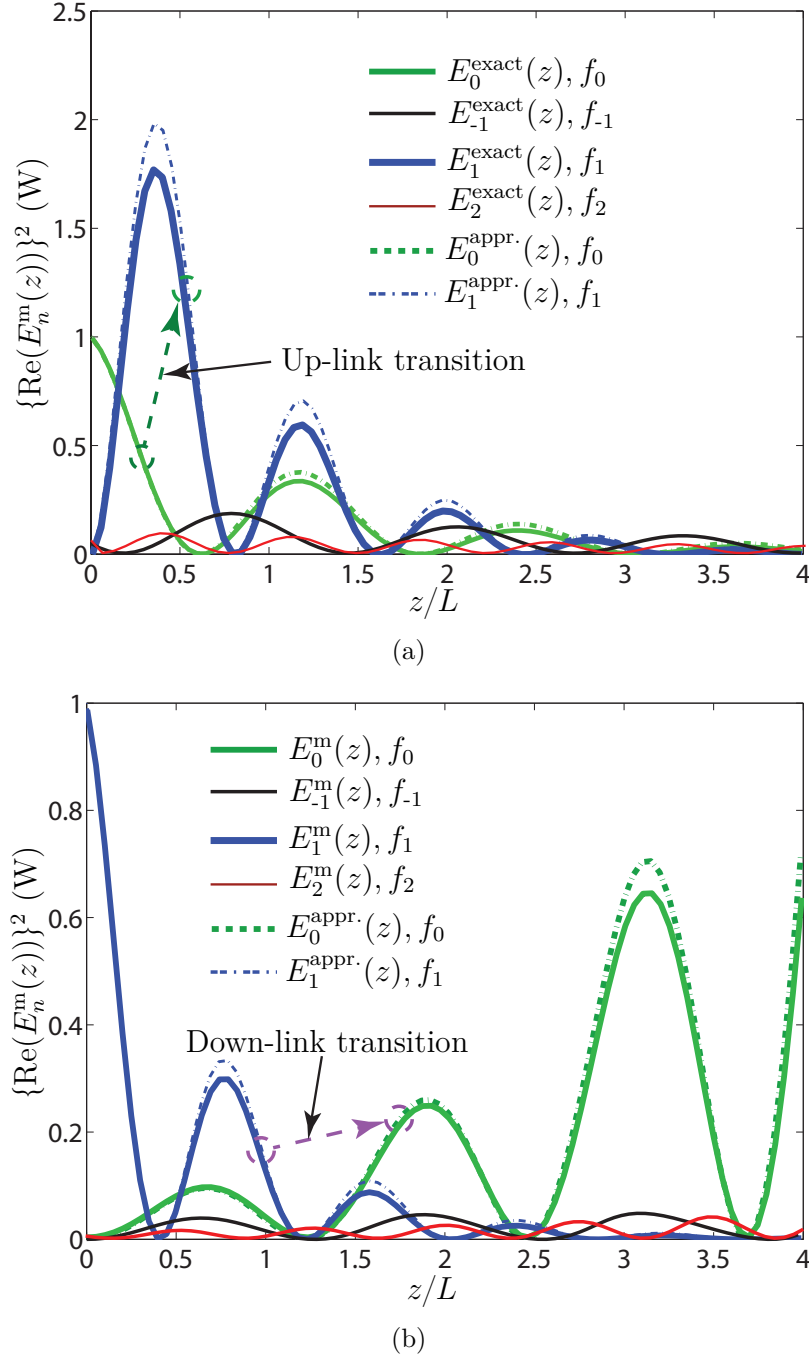 2.5
2
1.5
1
0.5
0
{Re(E_n^m(z))}² (W)
E_0^exact(z), f_0
E_-1^exact(z), f_-1
E_1^exact(z), f_1
E_2^exact(z), f_2
E_0^appr.(z), f_0
E_1^appr.(z), f_1
Up-link transition
0 0.5 1 1.5 2 2.5 3 3.5 4
z/L
(a)
1
0.8
0.6
0.4
0.2
0
{Re(E_n^m(z))}² (W)
E_0^m(z), f_0
E_-1^m(z), f_-1
E_1^m(z), f_1
E_2^m(z), f_2
E_0^appr.(z), f_0
E_1^appr.(z), f_1
Down-link transition
0 0.5 1 1.5 2 2.5 3 3.5 4
z/L
(b)